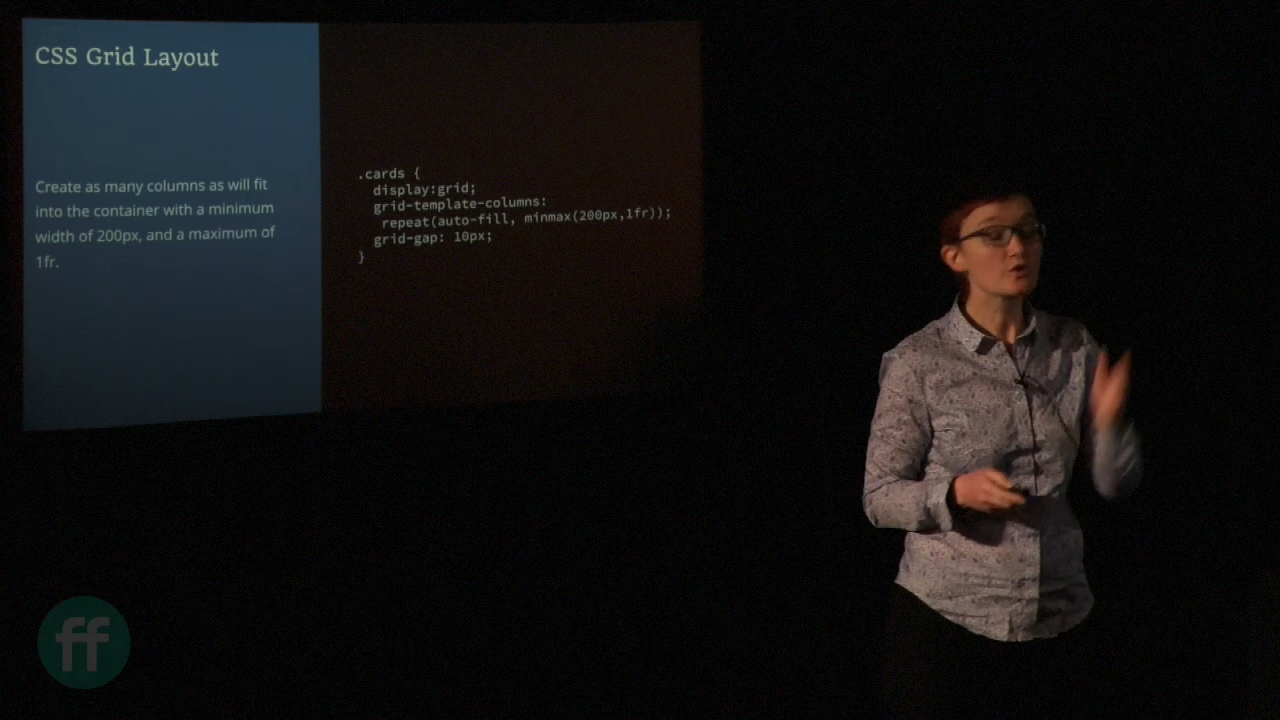 CSS Grid Layout
Create as many columns as will fit
into the container with a minimum
width of 200px, and a maximum of
1fr.
.cards {
display:grid;
grid-template-columns:
repeat(auto-fill, minmax(200px,1fr));
grid-gap: 10px;
}
ff